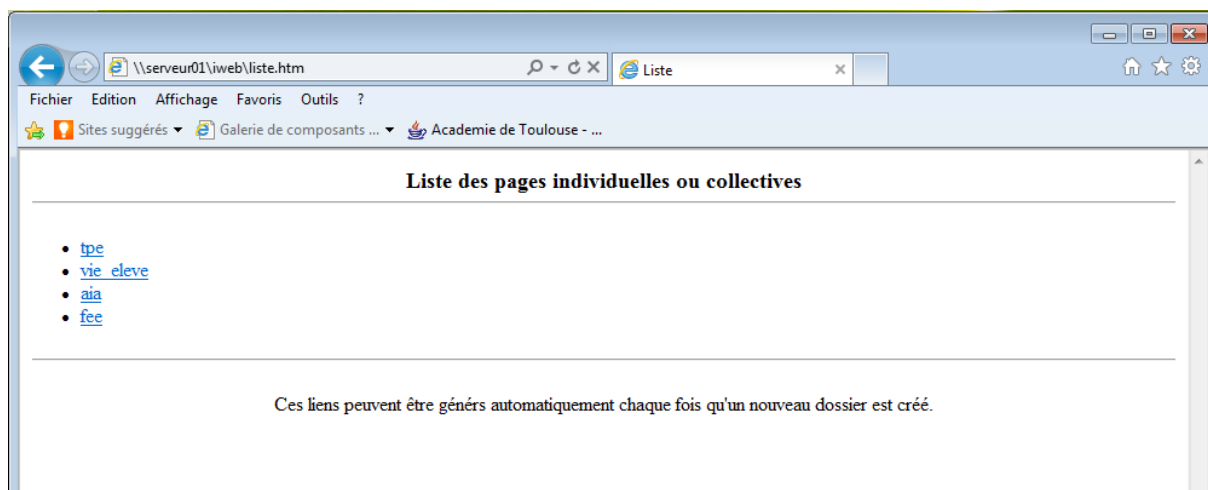 \\serveur01\iweb\liste.htm
Liste
Fichier Edition Affichage Favoris Outils ?
Sites suggérés Galerie de composants ... Academie de Toulouse - ...
Liste des pages individuelles ou collectives
tpe
vie_eleve
aia
fee
Ces liens peuvent être générs automatiquement chaque fois qu'un nouveau dossier est créé.